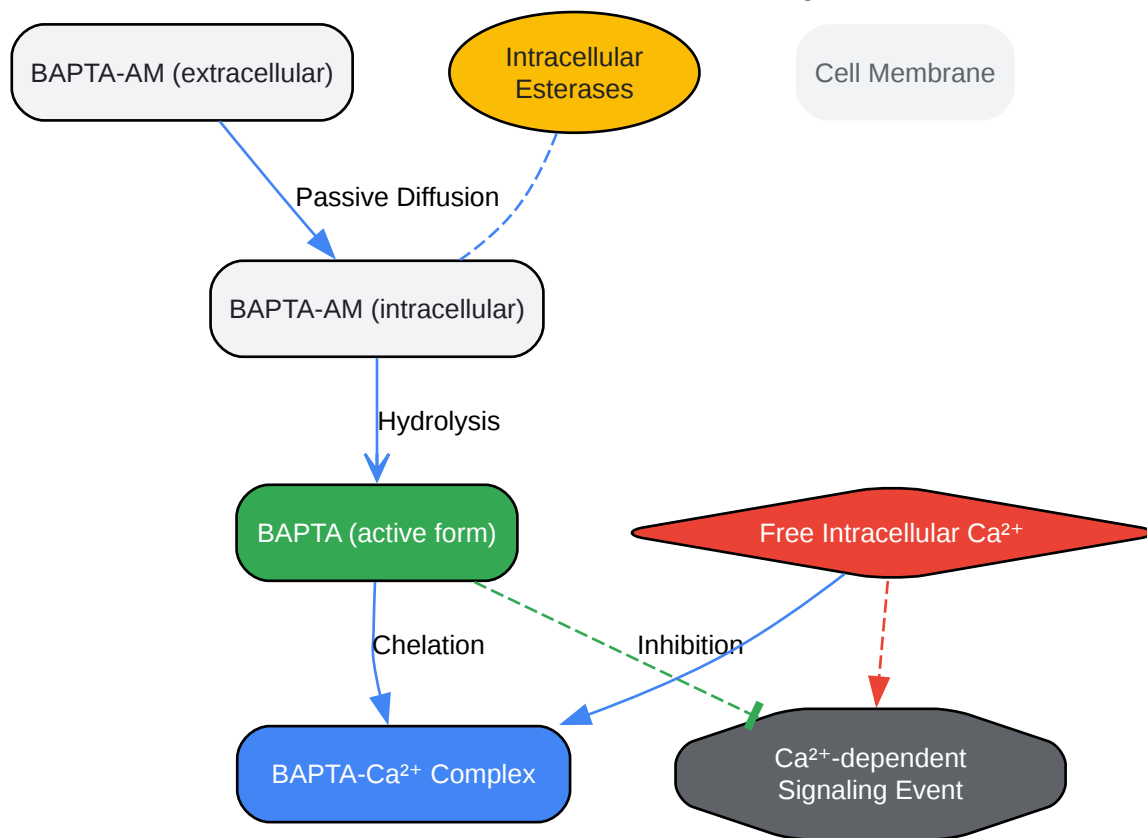 BAPTA-AM (extracellular)
Intracellular
Esterases
Cell Membrane
Passive Diffusion
BAPTA-AM (intracellular)
Hydrolysis
BAPTA (active form)
Free Intracellular Ca²⁺
Chelation
Inhibition
BAPTA-Ca²⁺ Complex
Ca²⁺-dependent
Signaling Event